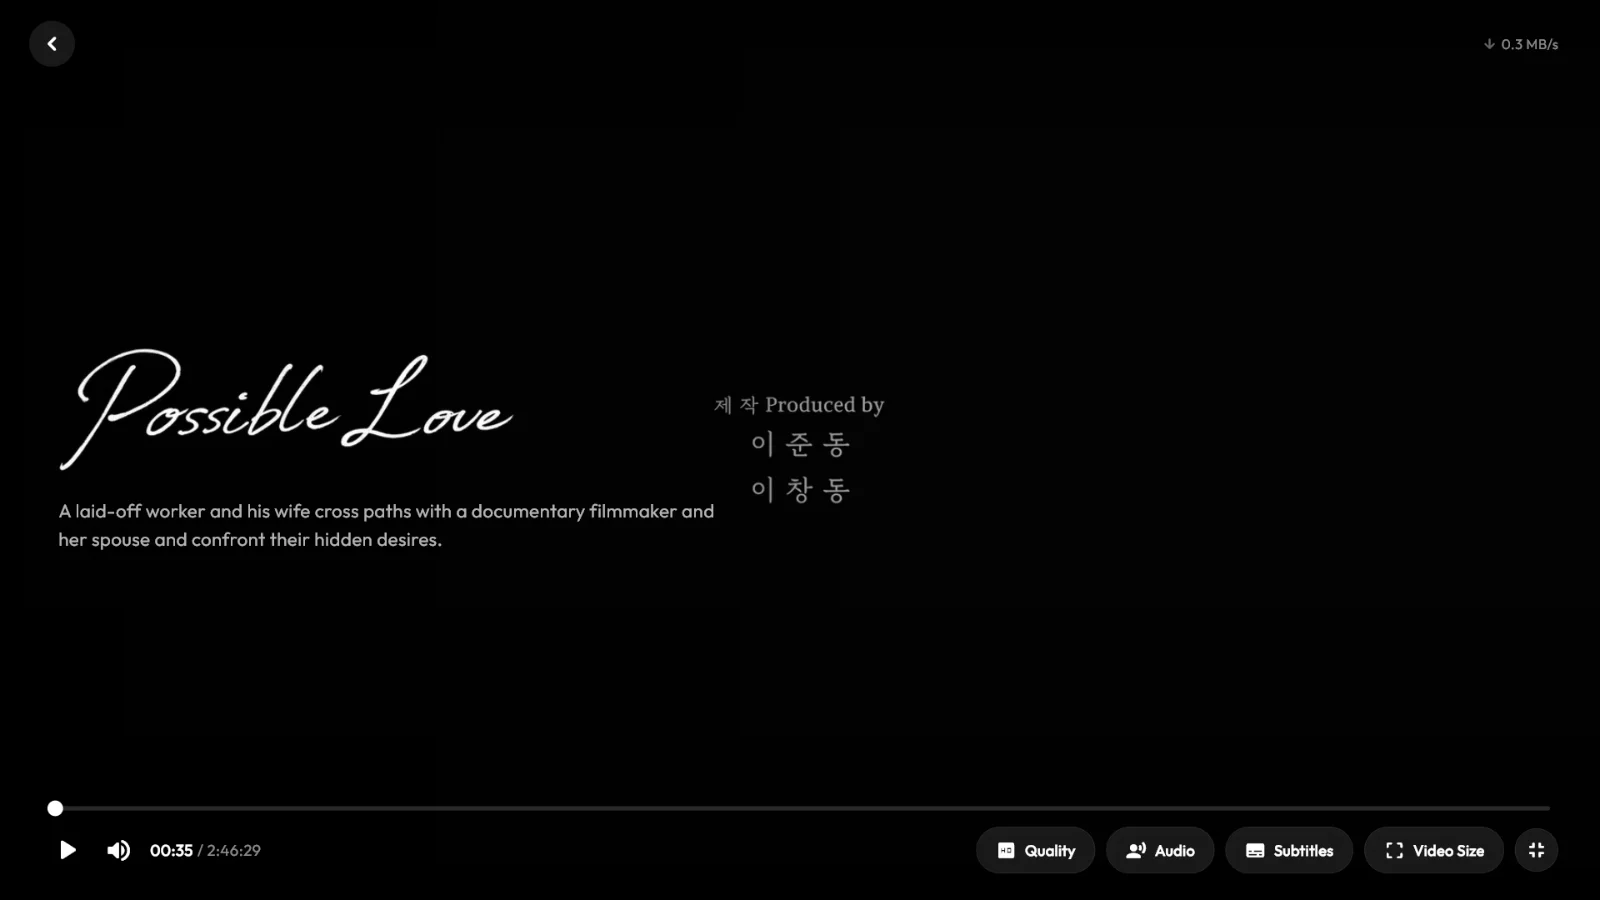 0.3 MB/s
Possible Love
A laid-off worker and his wife cross paths with a documentary filmmaker and
her spouse and confront their hidden desires.
제 작 Produced by
이 준 동
이 창 동
00:35 / 2:46:29
HD Quality
Audio
Subtitles
Video Size